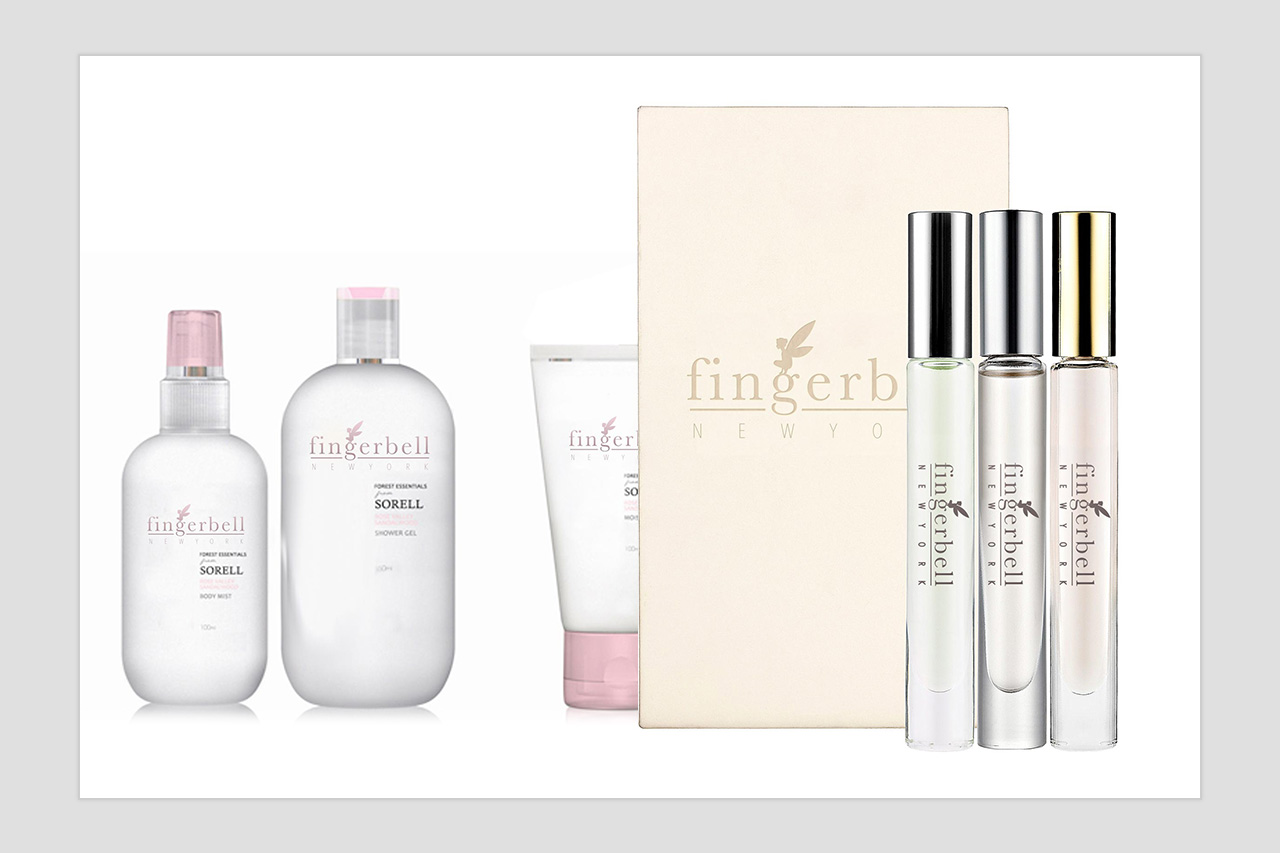 fingerbell
NEWYORK
FOREST ESSENTIALS
from
SORELL
BODY MIST
100ml
fingerbell
NEWYORK
FOREST ESSENTIALS
from
SORELL
SHOWER GEL
fingerb
NEWYO
fingerbell
NEWYORK
fingerbell
NEWYORK
fingerbell
NEWYORK